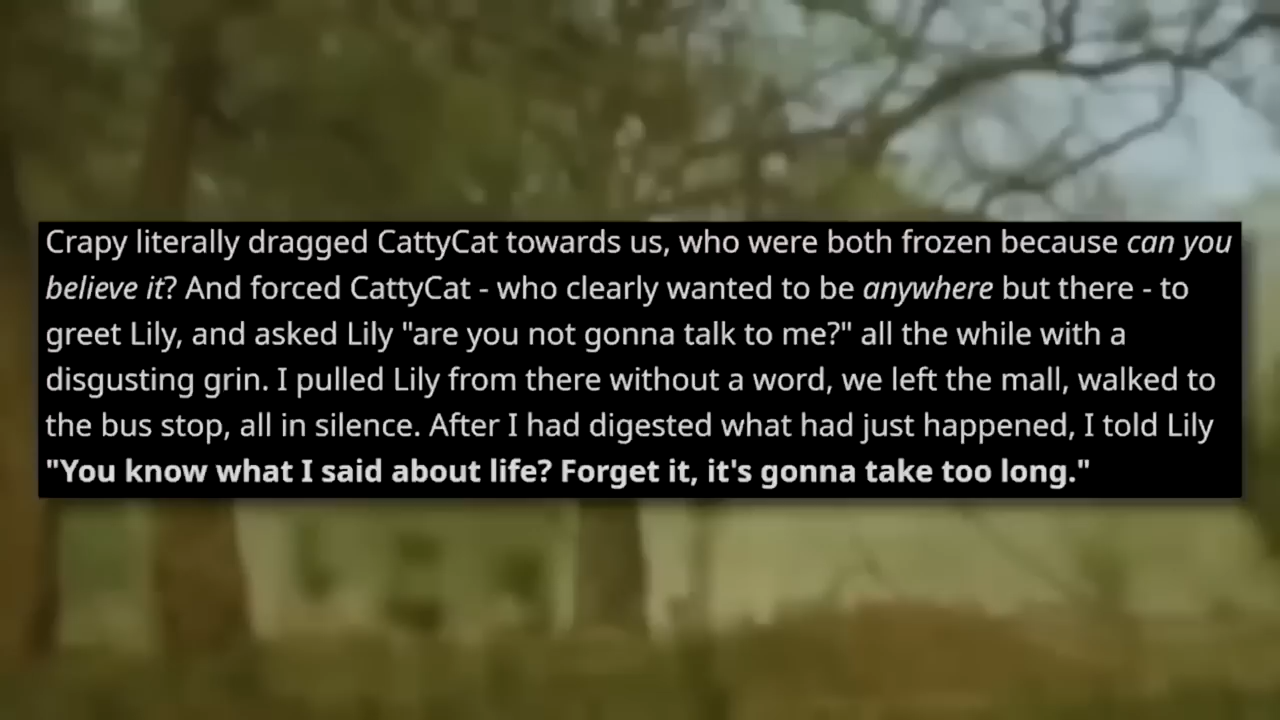 Crapy literally dragged CattyCat towards us, who were both frozen because can you
believe it? And forced CattyCat - who clearly wanted to be anywhere but there - to
greet Lily, and asked Lily "are you not gonna talk to me?" all the while with a
disgusting grin. I pulled Lily from there without a word, we left the mall, walked to
the bus stop, all in silence. After I had digested what had just happened, I told Lily
"You know what I said about life? Forget it, it's gonna take too long."